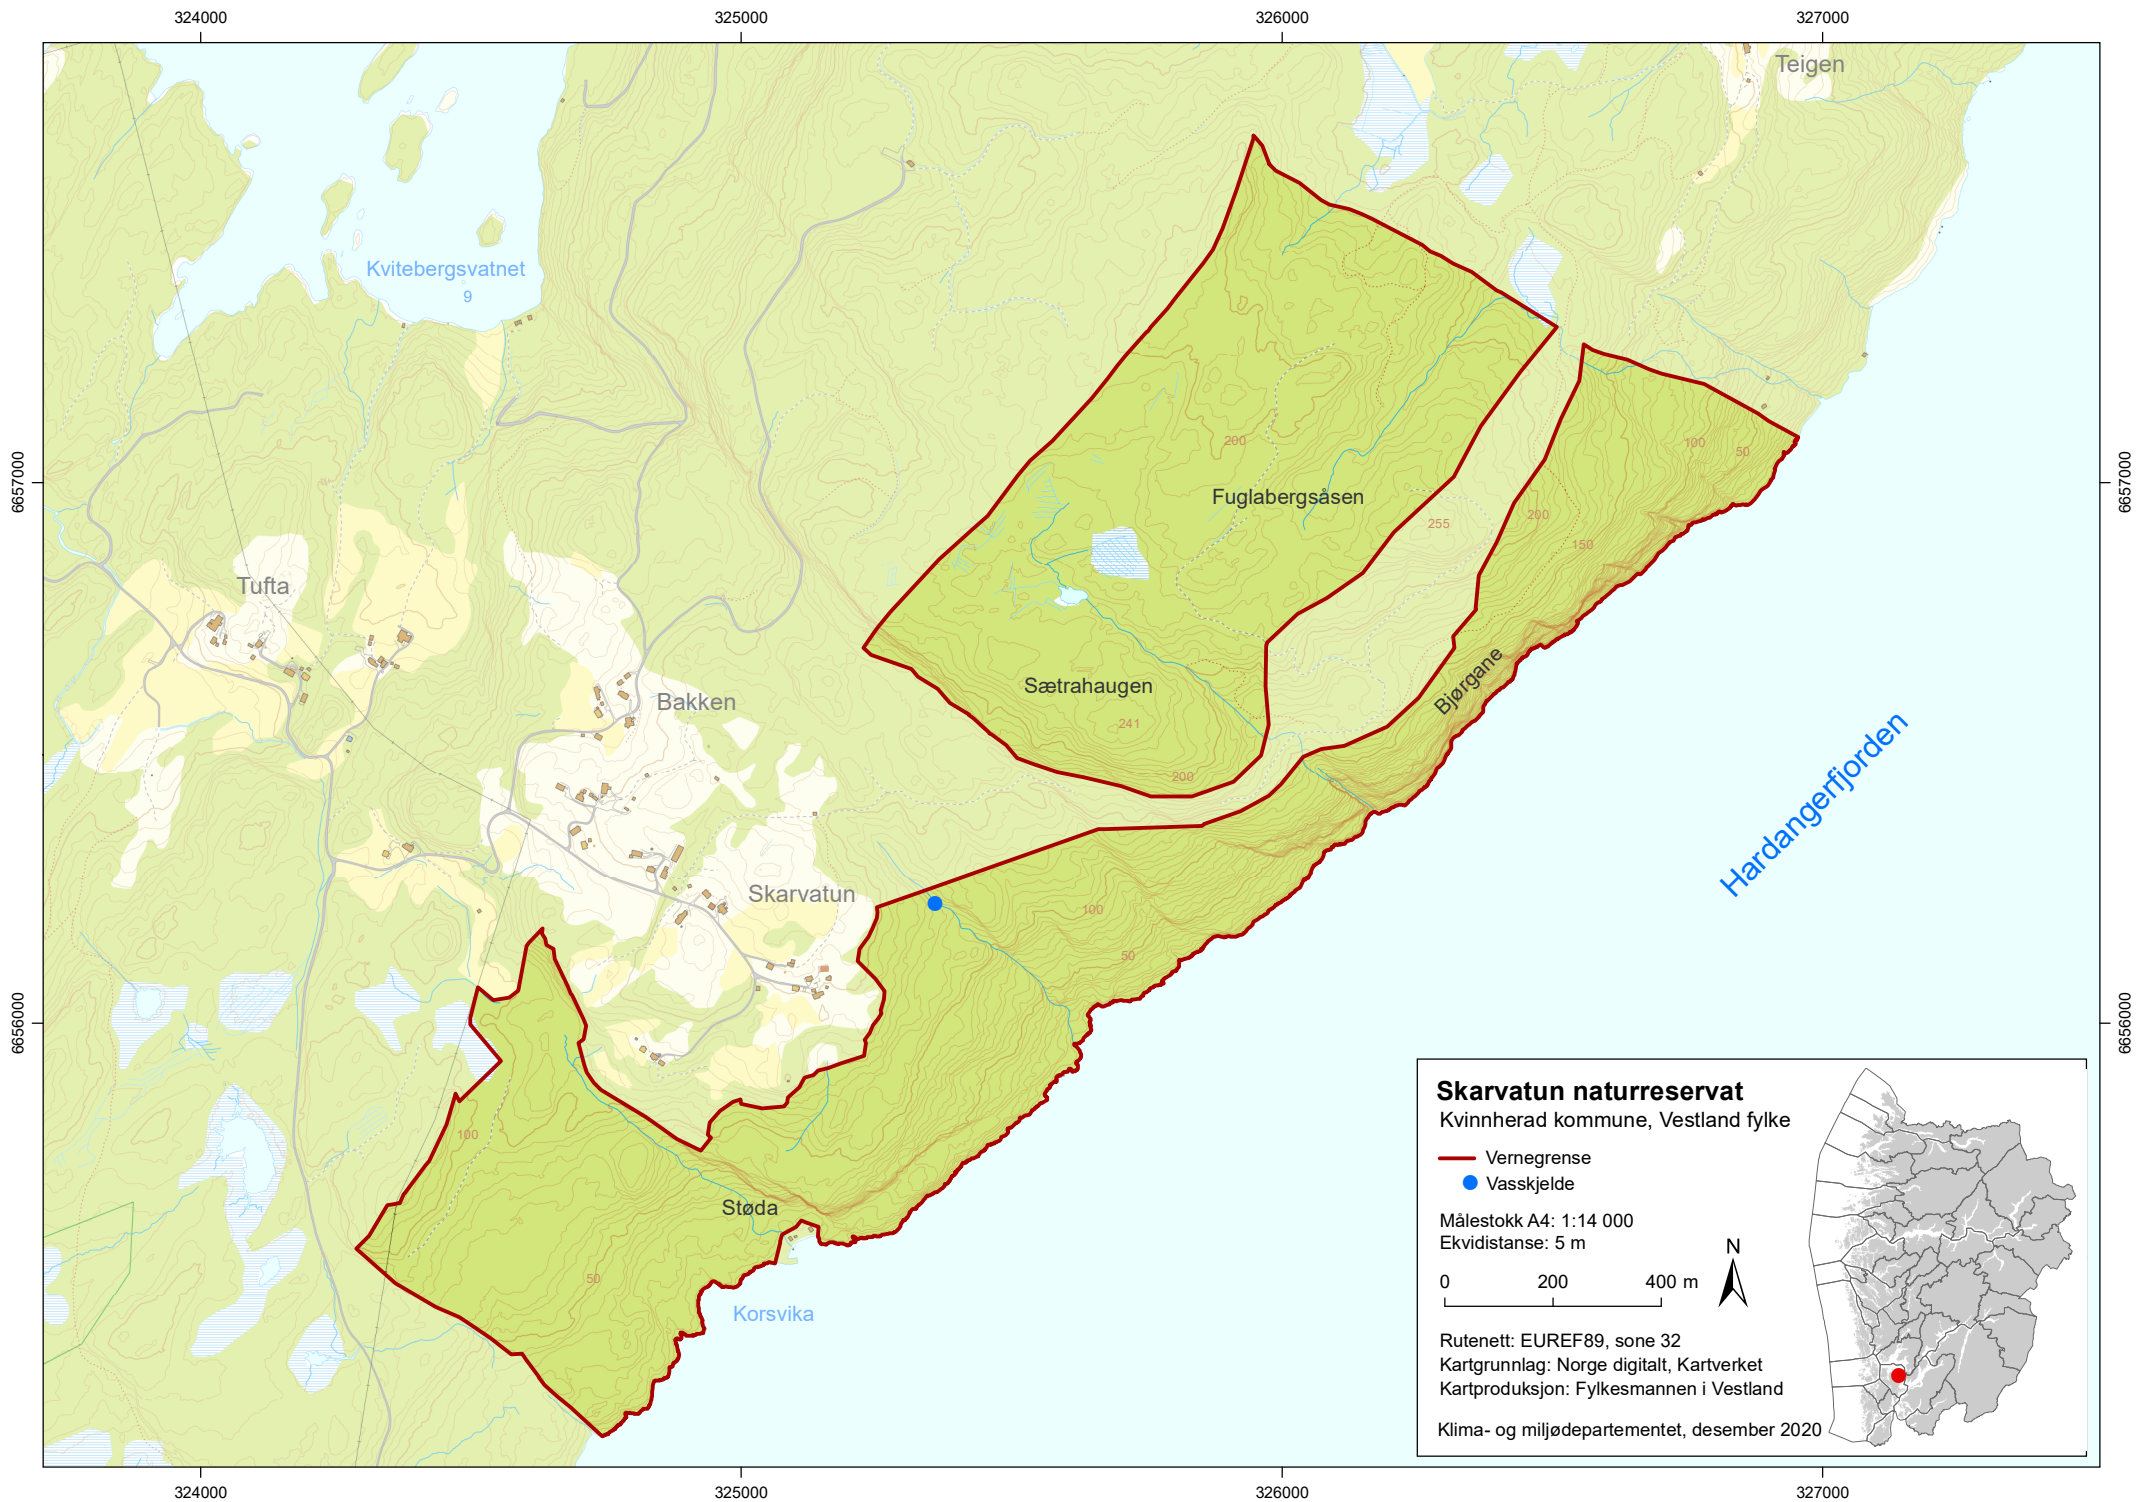 324000
325000
326000
327000
Teigen
Kvitebergsvatnet
9
200
100
50
6657000
6657000
Fuglabergsåsen
255
200
150
Tufta
Bjørgane
Sætrahaugen
Bakken
241
200
Hardangerfjorden
Skarvatun
100
50
6656000
6656000
100
Støda
50
Korsvika
Skarvatun naturreservat
Kvinnherad kommune, Vestland fylke
Vernegrense
Vasskjelde
Målestokk A4: 1:14 000
Ekvidistanse: 5 m
N
0 200 400 m
Rutenett: EUREF89, sone 32
Kartgrunnlag: Norge digitalt, Kartverket
Kartproduksjon: Fylkesmannen i Vestland
Klima- og miljødepartementet, desember 2020
324000
325000
326000
327000